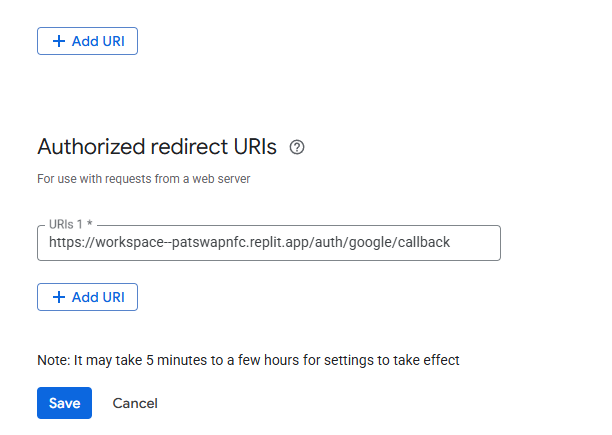 + Add URI
Authorized redirect URIs
For use with requests from a web server
URIs 1 *
https://workspace--patswapnfc.replit.app/auth/google/callback
+ Add URI
Note: It may take 5 minutes to a few hours for settings to take effect
Save Cancel